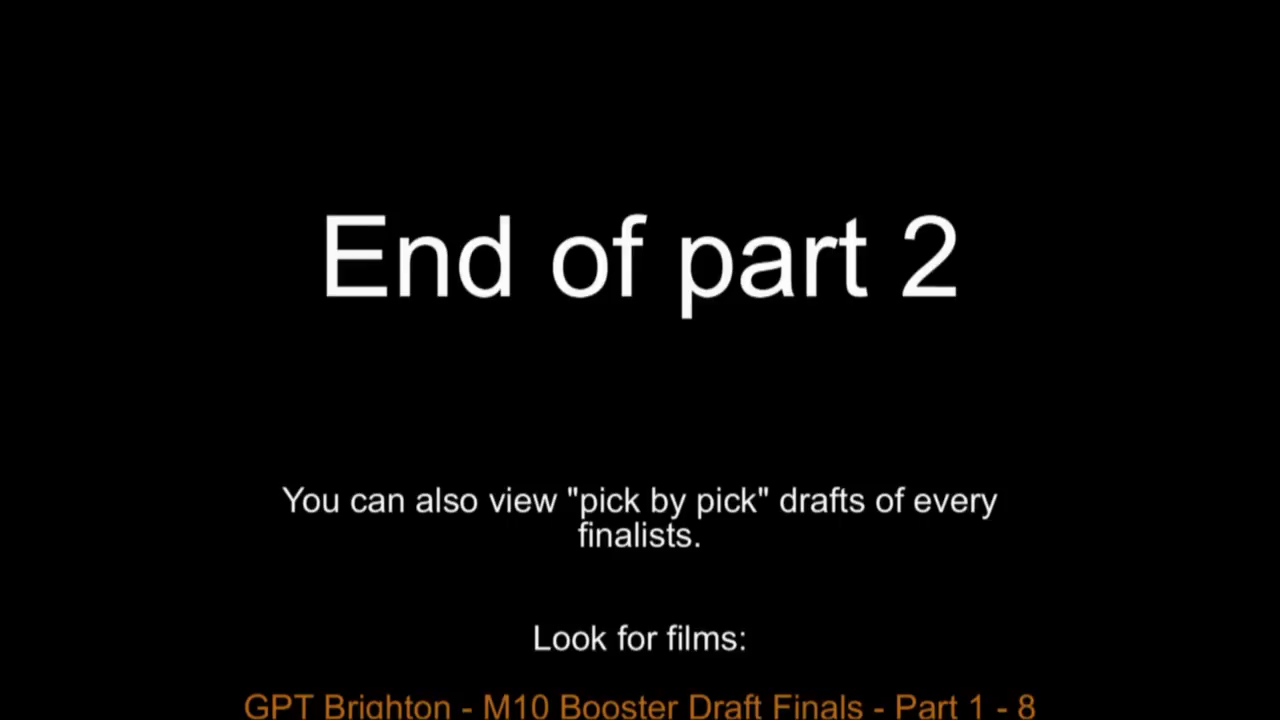 End of part 2
You can also view "pick by pick" drafts of every
finalists.
Look for films:
GPT Brighton - M10 Booster Draft Finals - Part 1 - 8